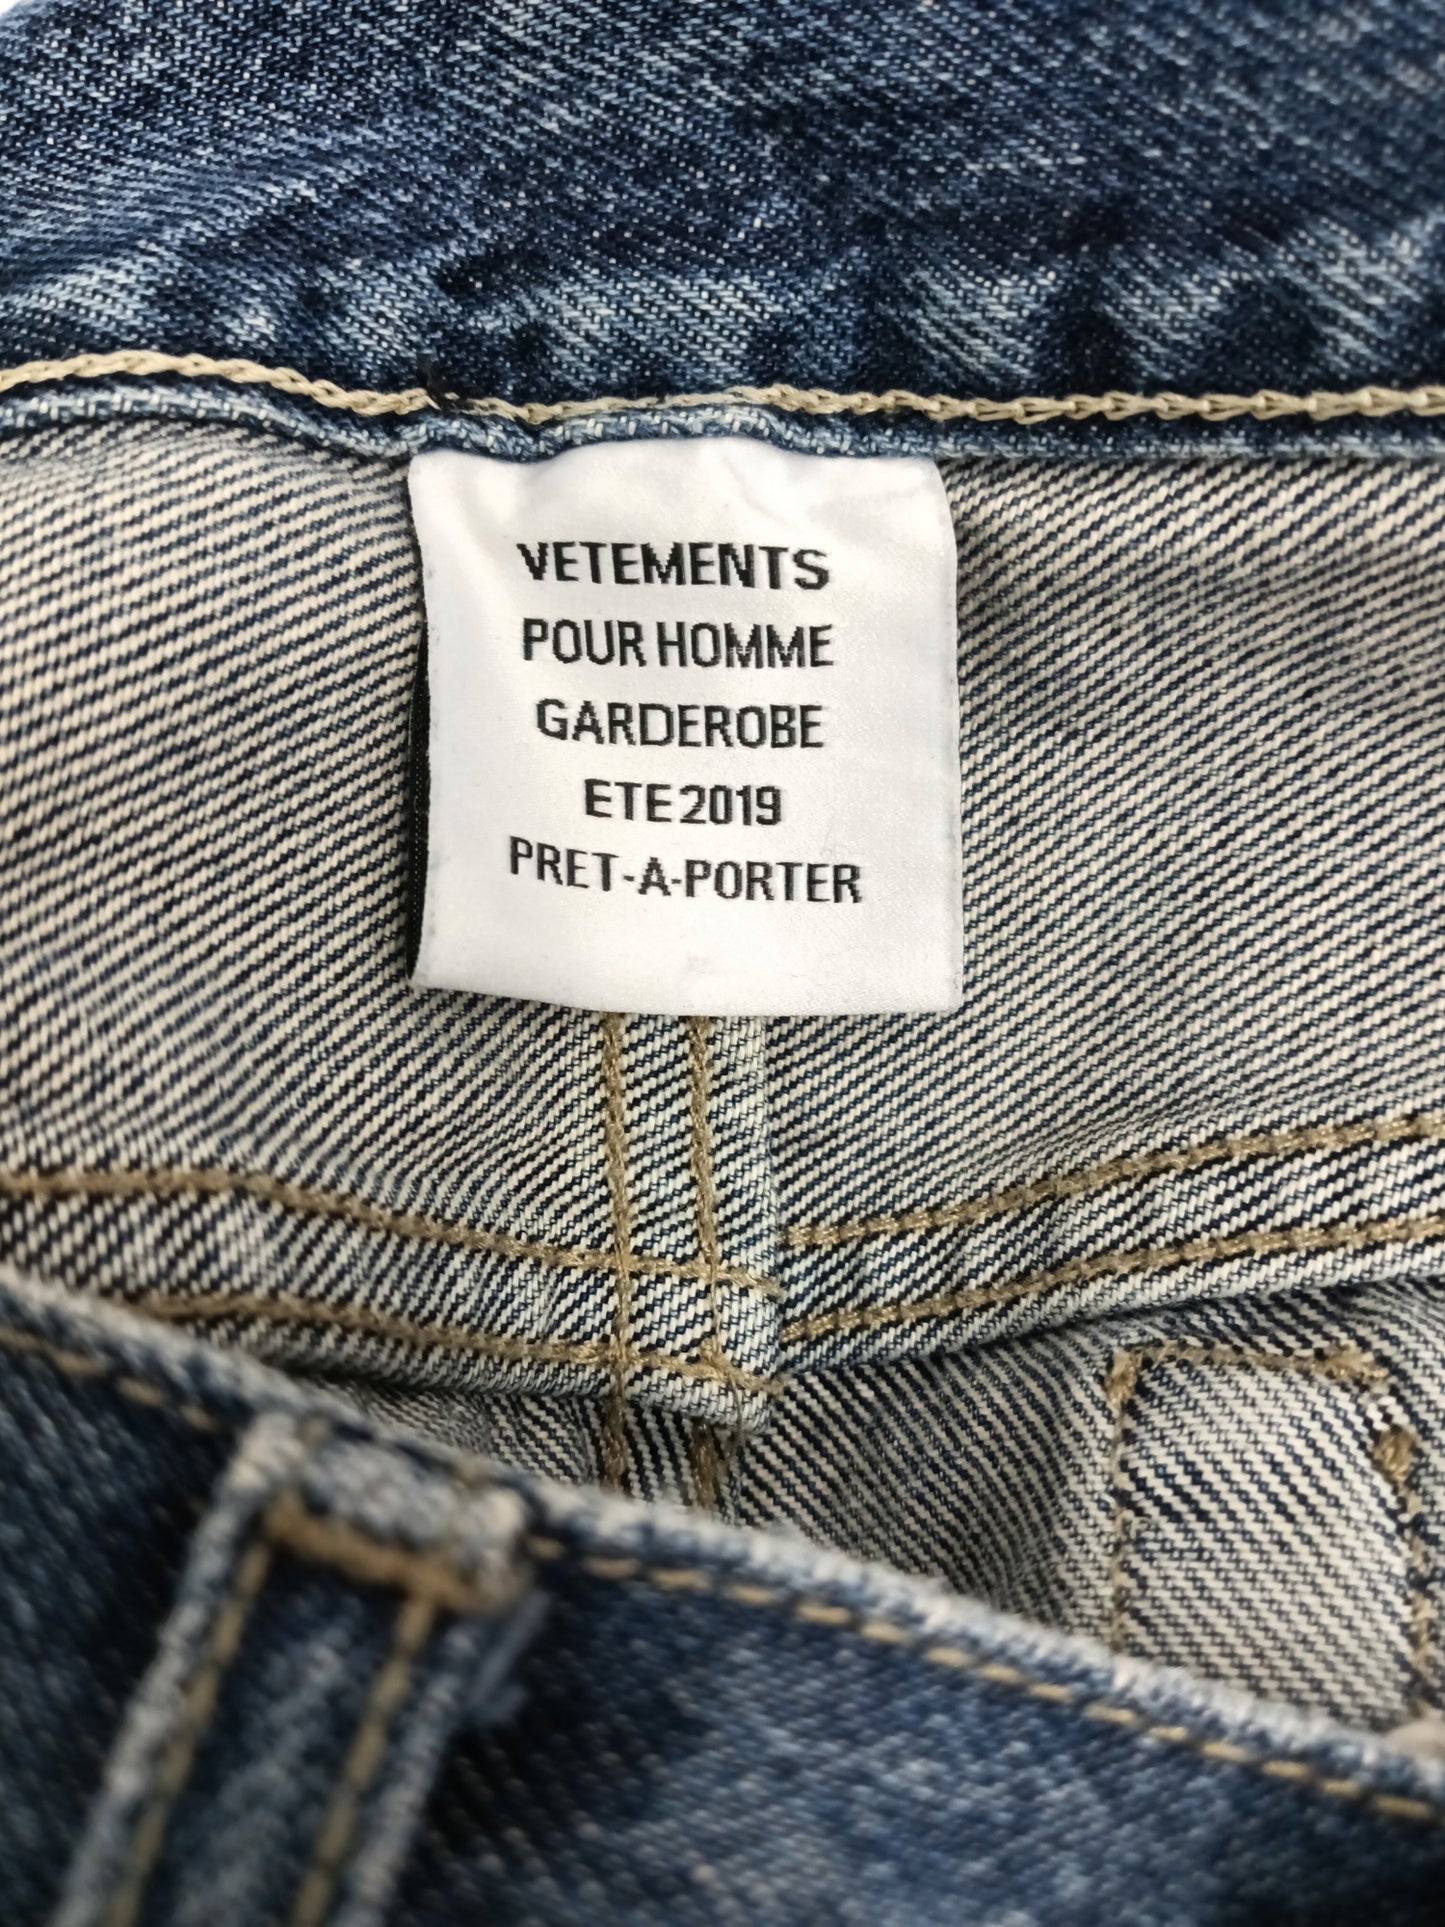 VETEMENTS
POUR HOMME
GARDEROBE
ETE 2019
PRET-A-PORTER